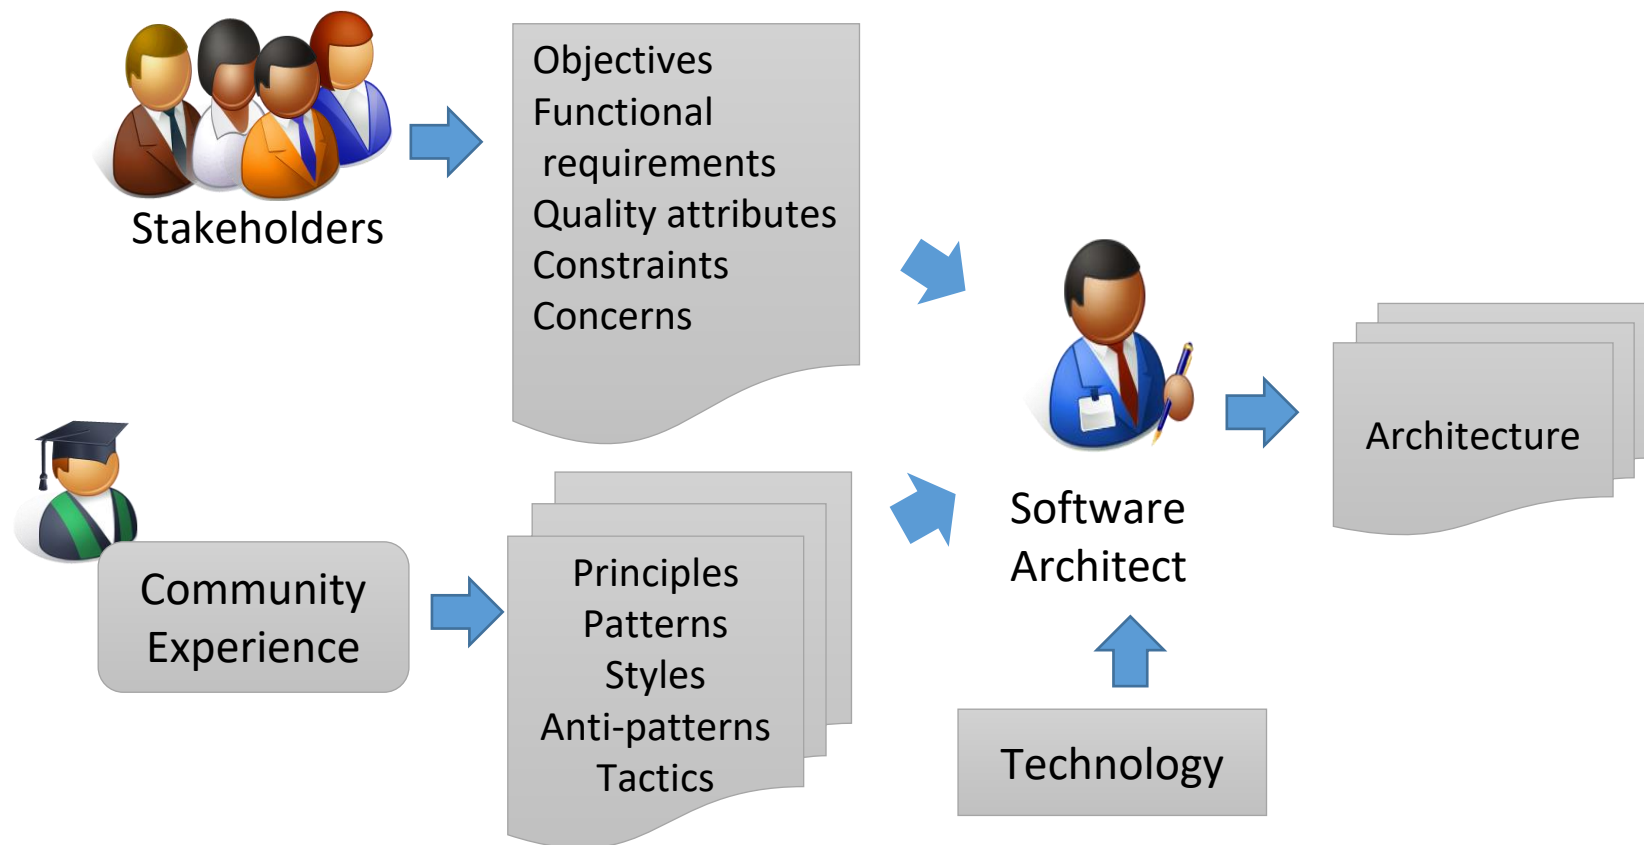 Stakeholders
Objectives
Functional
requirements
Quality attributes
Constraints
Concerns
Community
Experience
Principles
Patterns
Styles
Anti-patterns
Tactics
Software
Architect
Technology
Architecture